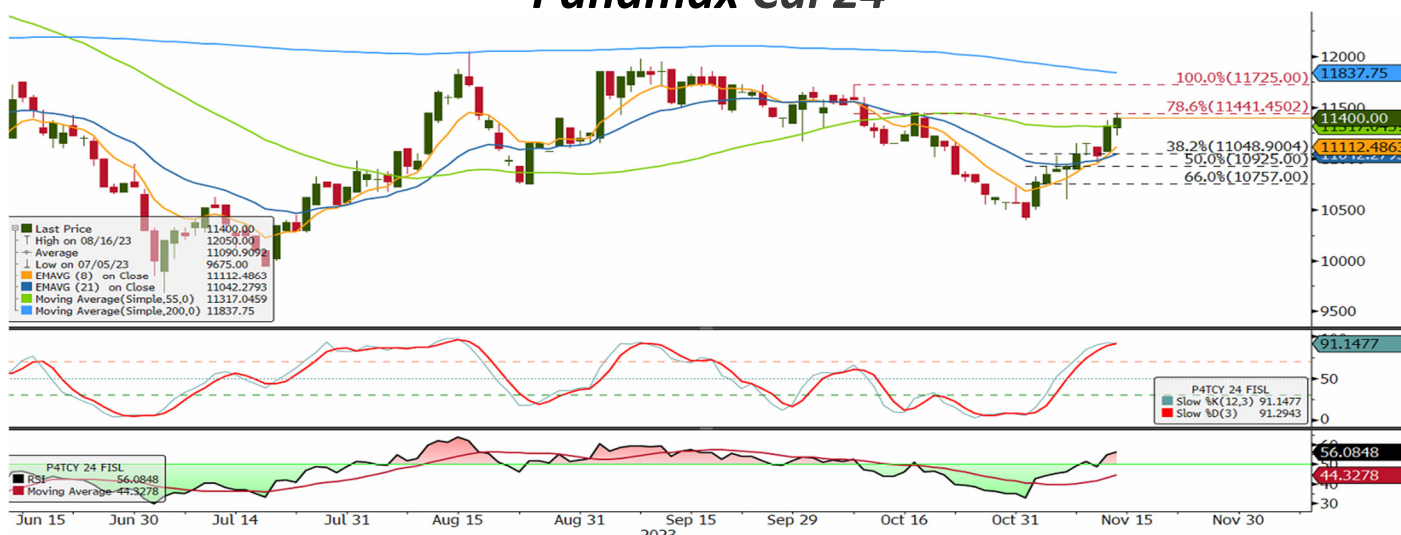 Panamax Cal 24
12000
11837.75
100.0%(11725.00)
78.6%(11441.4502)
11500
11400.00
38.2%(11048.9004)
11112.4863
50.0%(10925.00)
66.0%(10757.00)
10500
10000
9500
Last Price 11400.00
High on 08/16/23 12050.00
Average 11090.9092
Low on 07/05/23 9675.00
EMAVG (8) on Close 11112.4863
EMAVG (21) on Close 11042.2793
Moving Average(Simple,55,0) 11317.0459
Moving Average(Simple,200,0) 11837.75
91.1477
50
0
P4TCY 24 FISL
Slow %K(12,3) 91.1477
Slow %D(3) 91.2943
56.0848
44.3278
30
P4TCY 24 FISL
RSI 56.0848
Moving Average 44.3278
Jun 15 Jun 30 Jul 14 Jul 31 Aug 15 Aug 31 Sep 15 Sep 29 Oct 16 Oct 31 Nov 15 Nov 30
2023